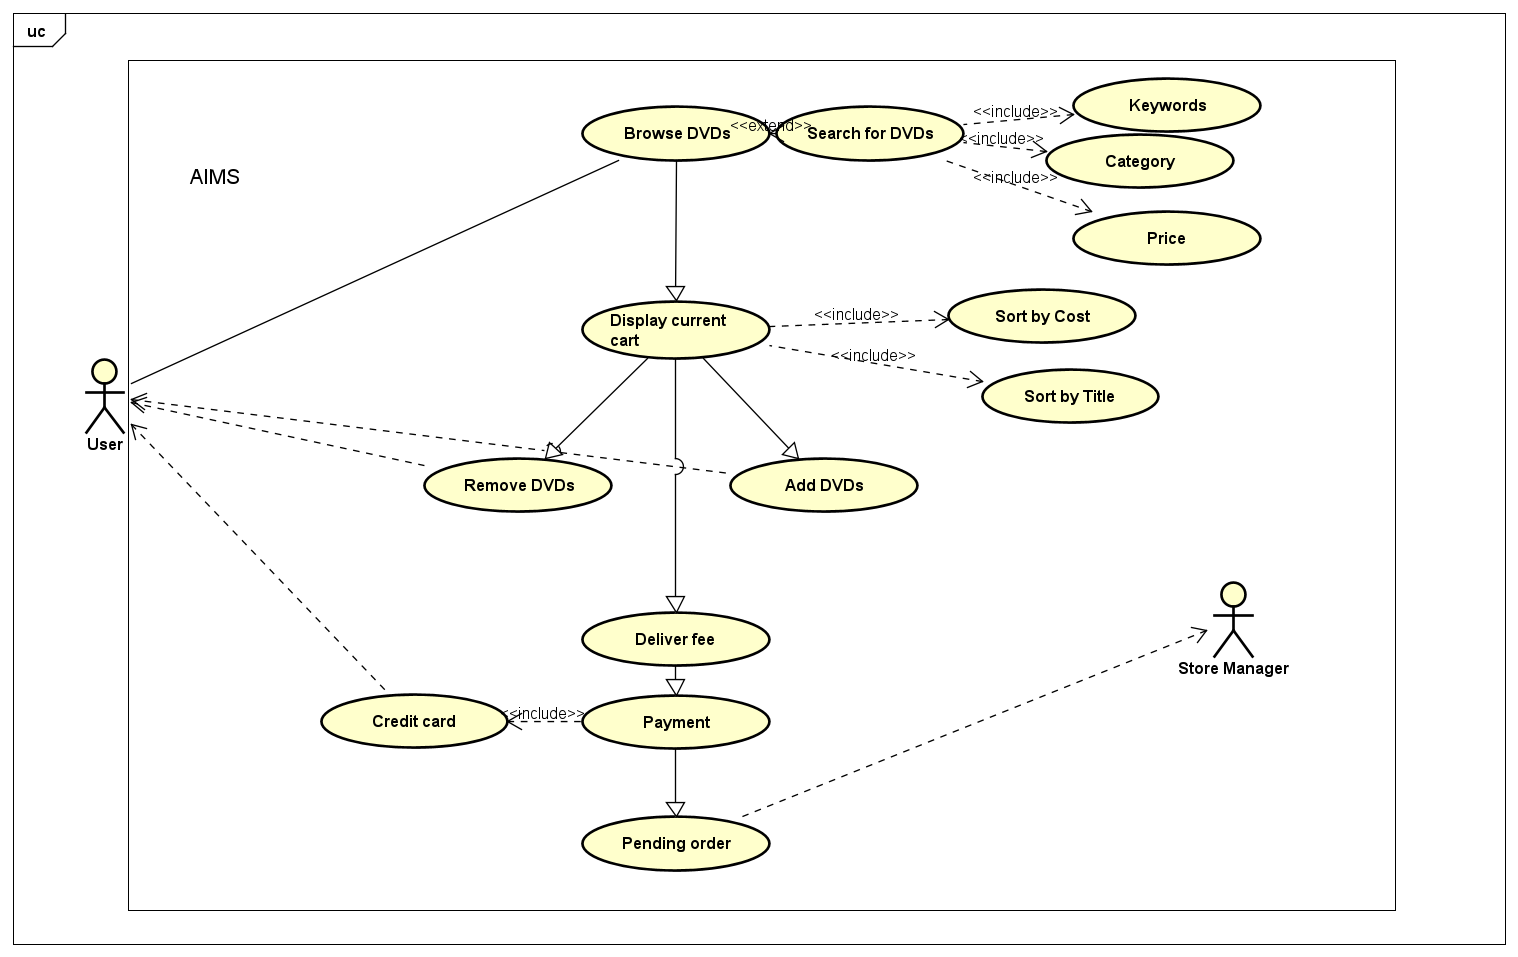 uc
AIMS
Browse DVDs
<<extend>>
Search for DVDs
<<include>>
Keywords
<<include>>
Category
<<include>>
Price
Display current
cart
<<include>>
Sort by Cost
<<include>>
Sort by Title
User
Remove DVDs
Add DVDs
Deliver fee
Store Manager
Credit card
<<include>>
Payment
Pending order